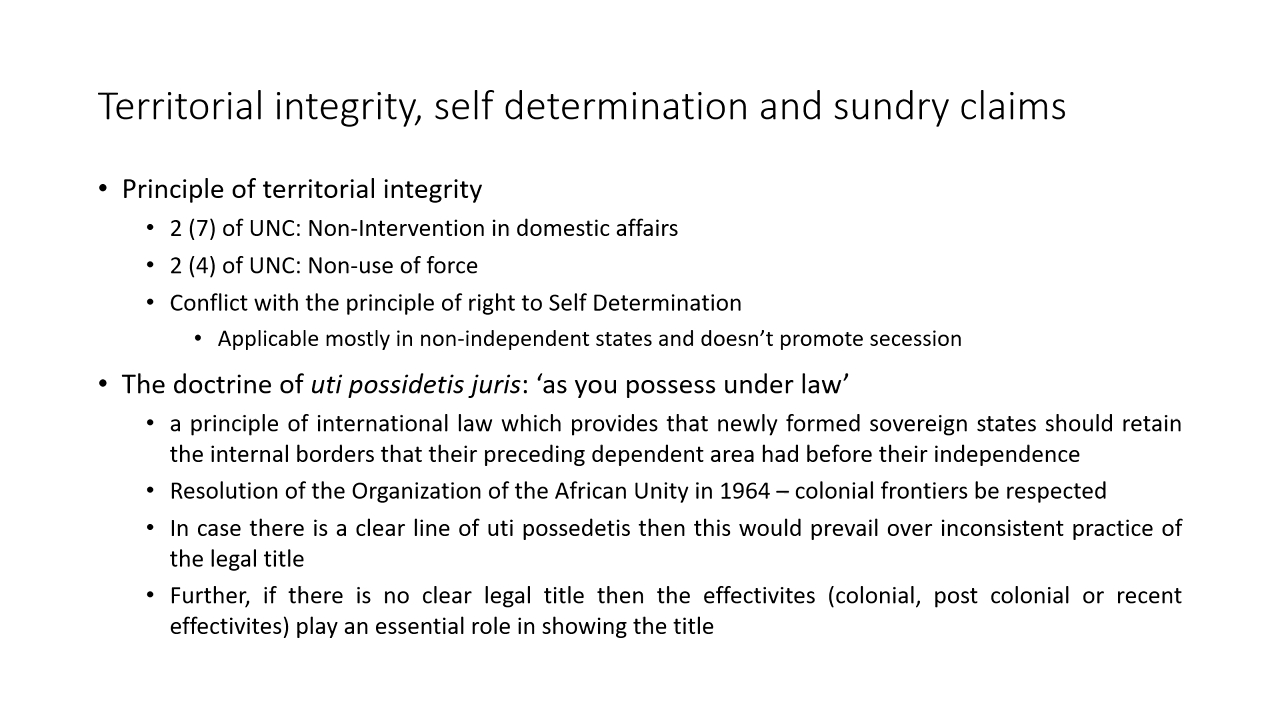 Territorial integrity, self determination and sundry claims
• Principle of territorial integrity
• 2 (7) of UNC: Non-Intervention in domestic affairs
• 2 (4) of UNC: Non-use of force
• Conflict with the principle of right to Self Determination
• Applicable mostly in non-independent states and doesn’t promote secession
• The doctrine of uti possidetis juris: ‘as you possess under law’
• a principle of international law which provides that newly formed sovereign states should retain
the internal borders that their preceding dependent area had before their independence
• Resolution of the Organization of the African Unity in 1964 – colonial frontiers be respected
• In case there is a clear line of uti possedetis then this would prevail over inconsistent practice of
the legal title
• Further, if there is no clear legal title then the effectivites (colonial, post colonial or recent
effectivites) play an essential role in showing the title